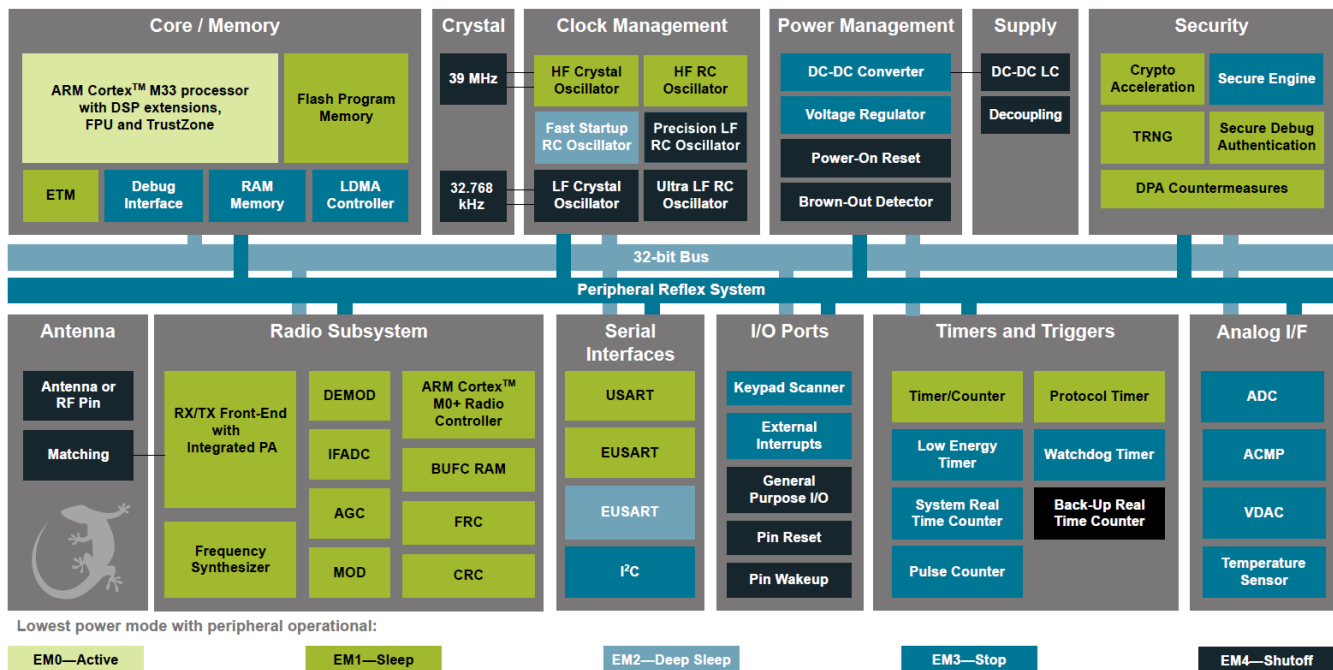 Core / Memory
ARM Cortex™ M33 processor
with DSP extensions,
FPU and TrustZone
Flash Program
Memory
ETM
Debug
Interface
RAM
Memory
LDMA
Controller
Crystal
39 MHz
32.768
kHz
Clock Management
HF Crystal
Oscillator
HF RC
Oscillator
Fast Startup
RC Oscillator
Precision LF
RC Oscillator
LF Crystal
Oscillator
Ultra LF RC
Oscillator
Power Management
DC-DC Converter
Voltage Regulator
Power-On Reset
Brown-Out Detector
Supply
DC-DC LC
Decoupling
Security
Crypto
Acceleration
Secure Engine
TRNG
Secure Debug
Authentication
DPA Countermeasures
32-bit Bus
Peripheral Reflex System
Antenna
Antenna or
RF Pin
Matching
Radio Subsystem
RX/TX Front-End
with
Integrated PA
Frequency
Synthesizer
DEMOD
IFADC
AGC
MOD
ARM Cortex™
M0+ Radio
Controller
BUFC RAM
FRC
CRC
Serial
Interfaces
USART
EUSART
EUSART
I²C
I/O Ports
Keypad Scanner
External
Interrupts
General
Purpose I/O
Pin Reset
Pin Wakeup
Timers and Triggers
Timer/Counter
Protocol Timer
Low Energy
Timer
Watchdog Timer
System Real
Time Counter
Back-Up Real
Time Counter
Pulse Counter
Analog I/F
ADC
ACMP
VDAC
Temperature
Sensor
Lowest power mode with peripheral operational:
EM0—Active
EM1—Sleep
EM2—Deep Sleep
EM3—Stop
EM4—Shutoff